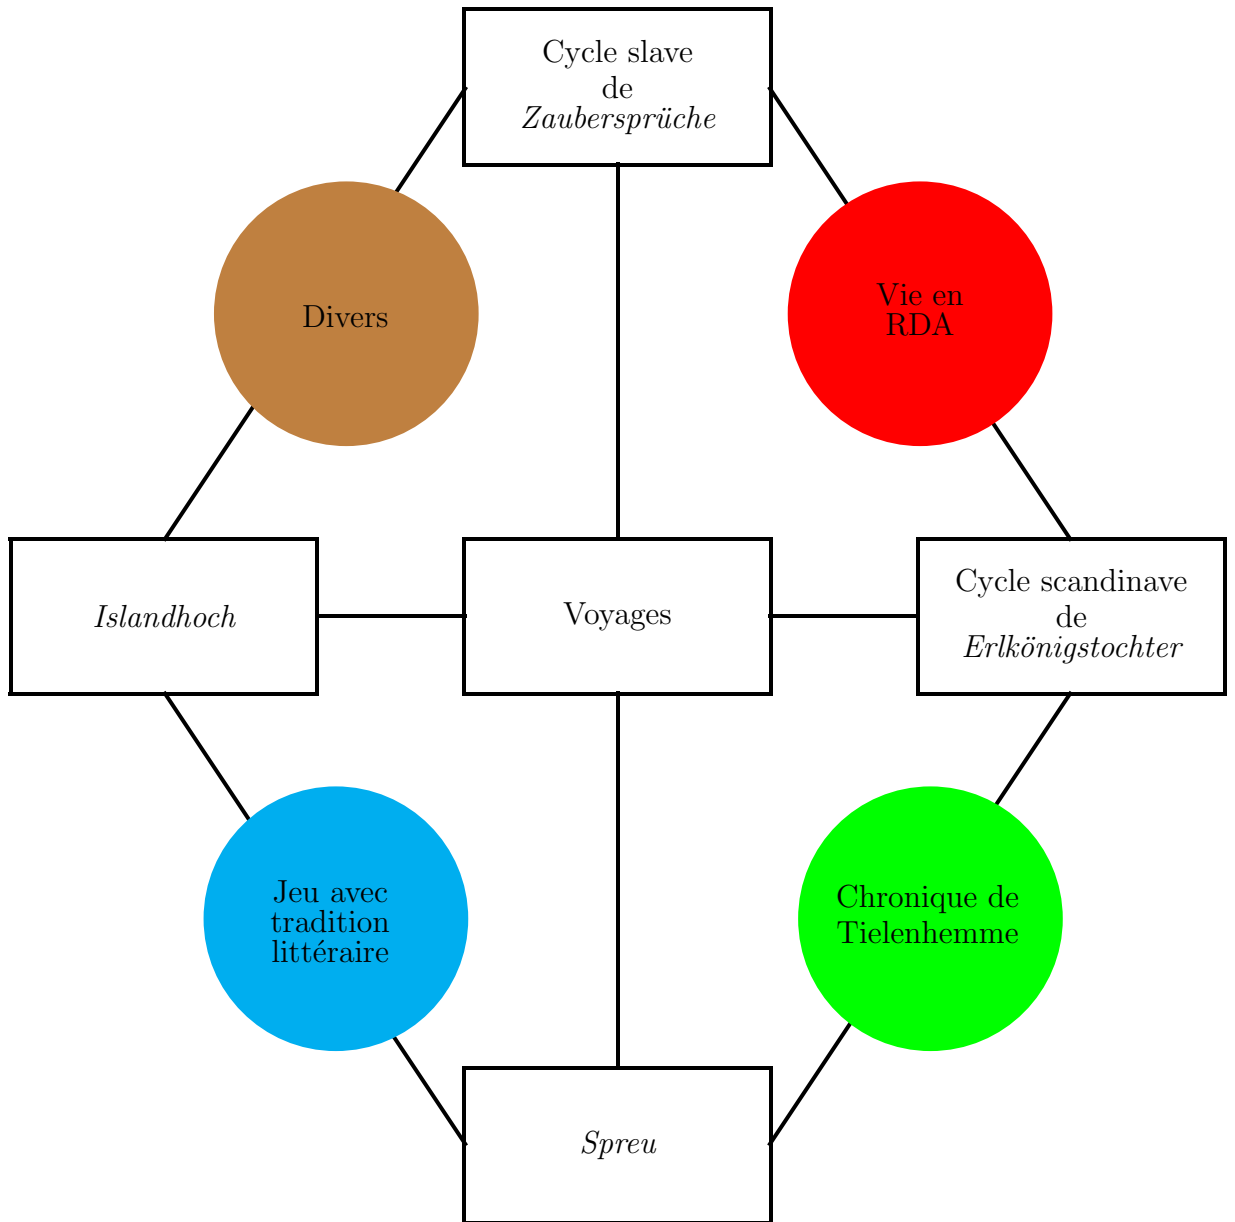 Cycle slave
de
Zaubersprüche
Divers
Vie en
RDA
Islandhoch
Voyages
Cycle scandinave
de
Erlkönigstochter
Jeu avec
tradition
littéraire
Chronique de
Tielenhemme
Spreu